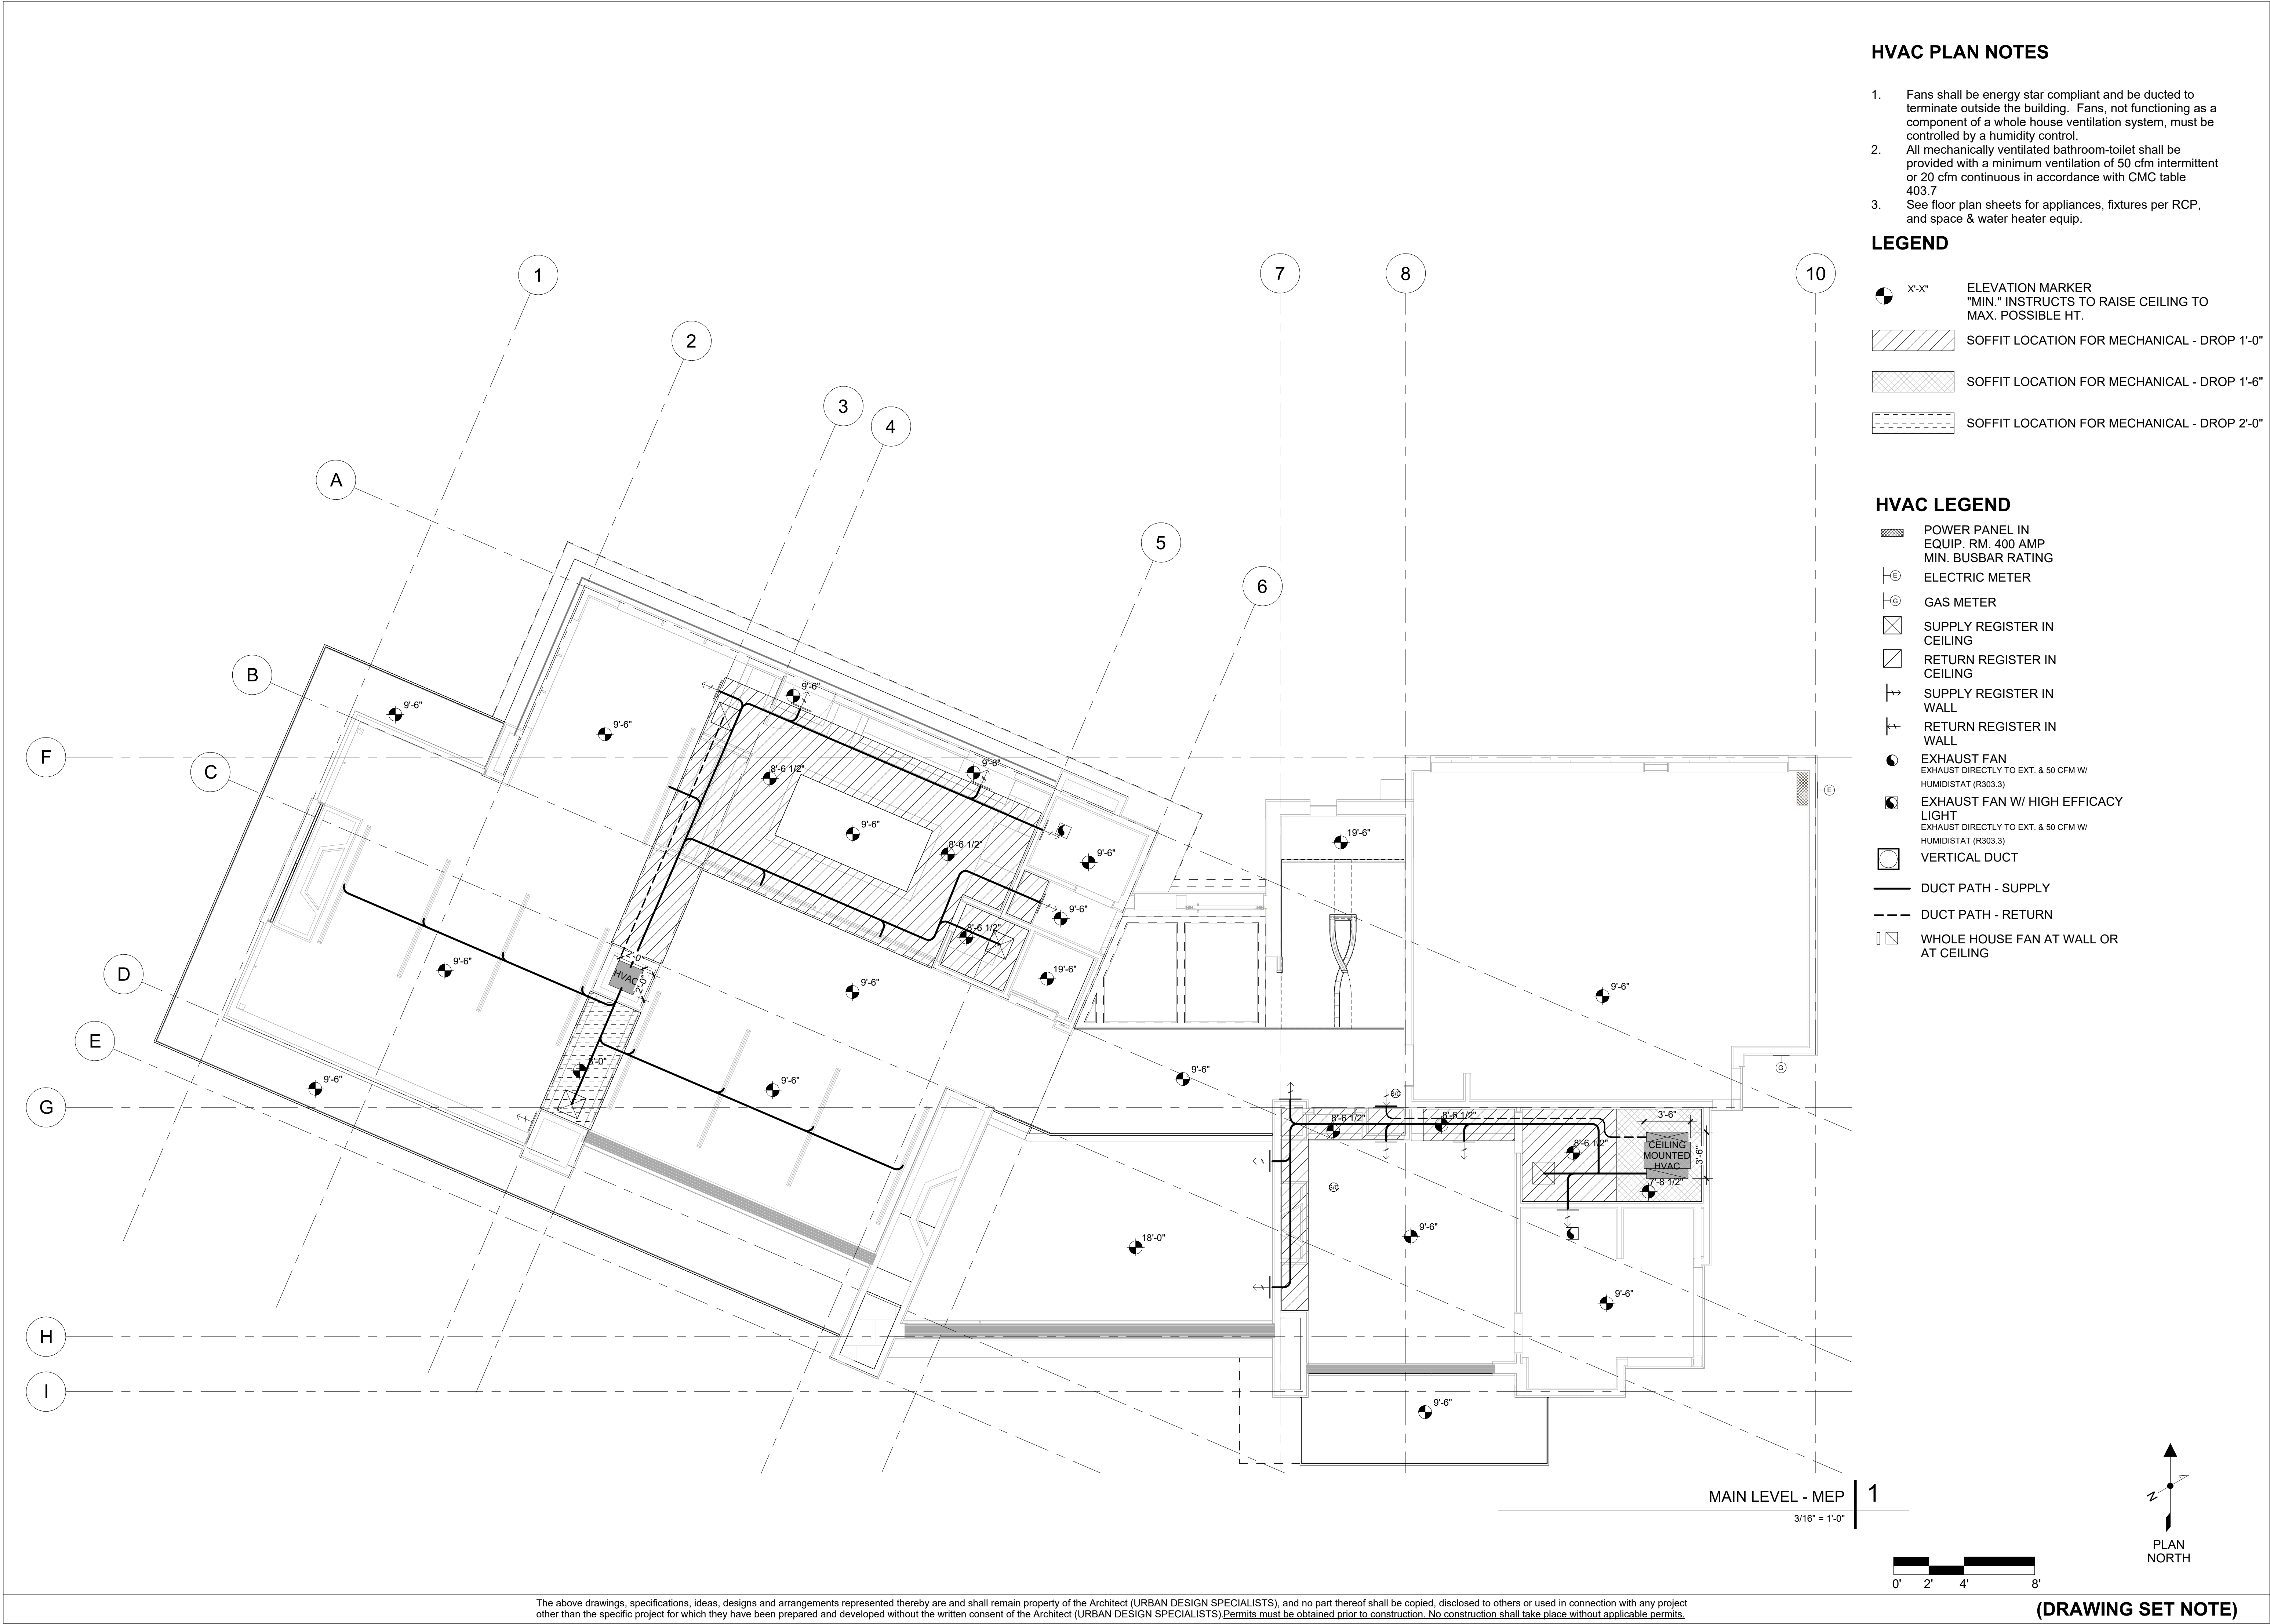 HVAC PLAN NOTES
1. Fans shall be energy star compliant and be ducted to
terminate outside the building.  Fans, not functioning as a
component of a whole house ventilation system, must be
controlled by a humidity control.
2. All mechanically ventilated bathroom-toilet shall be
provided with a minimum ventilation of 50 cfm intermittent
or 20 cfm continuous in accordance with CMC table
403.7
3. See floor plan sheets for appliances, fixtures per RCP,
and space & water heater equip.
LEGEND
X'-X" ELEVATION MARKER
"MIN." INSTRUCTS TO RAISE CEILING TO
MAX. POSSIBLE HT.
SOFFIT LOCATION FOR MECHANICAL - DROP 1'-0"
SOFFIT LOCATION FOR MECHANICAL - DROP 1'-6"
SOFFIT LOCATION FOR MECHANICAL - DROP 2'-0"
HVAC LEGEND
POWER PANEL IN
EQUIP. RM. 400 AMP
MIN. BUSBAR RATING
E ELECTRIC METER
G GAS METER
SUPPLY REGISTER IN
CEILING
RETURN REGISTER IN
CEILING
SUPPLY REGISTER IN
WALL
RETURN REGISTER IN
WALL
EXHAUST FAN
EXHAUST DIRECTLY TO EXT. & 50 CFM W/
HUMIDISTAT (R303.3)
EXHAUST FAN W/ HIGH EFFICACY
LIGHT
EXHAUST DIRECTLY TO EXT. & 50 CFM W/
HUMIDISTAT (R303.3)
VERTICAL DUCT
DUCT PATH - SUPPLY
DUCT PATH - RETURN
WHOLE HOUSE FAN AT WALL OR
AT CEILING
1
2
3
4
5
6
7
8
10
A
B
C
D
E
F
G
H
I
9'-6"
9'-6"
9'-6"
9'-6"
8'-6 1/2"
9'-6"
8'-6 1/2"
9'-6"
9'-6"
8'-6 1/2"
19'-6"
19'-6"
9'-6"
2'-0"
HVAC
2'-0"
9'-6"
9'-6"
E
9'-6"
8'-0"
9'-6"
9'-6"
G
S/C
8'-6 1/2"
8'-6 1/2"
8'-6 1/2"
3'-6"
CEILING
MOUNTED
HVAC
3'-6"
7'-8 1/2"
S/C
18'-0"
9'-6"
9'-6"
9'-6"
MAIN LEVEL - MEP 1
3/16" = 1'-0"
N
PLAN
NORTH
0' 2' 4' 8'
The above drawings, specifications, ideas, designs and arrangements represented thereby are and shall remain property of the Architect (URBAN DESIGN SPECIALISTS), and no part thereof shall be copied, disclosed to others or used in connection with any project
other than the specific project for which they have been prepared and developed without the written consent of the Architect (URBAN DESIGN SPECIALISTS).Permits must be obtained prior to construction. No construction shall take place without applicable permits.
(DRAWING SET NOTE)